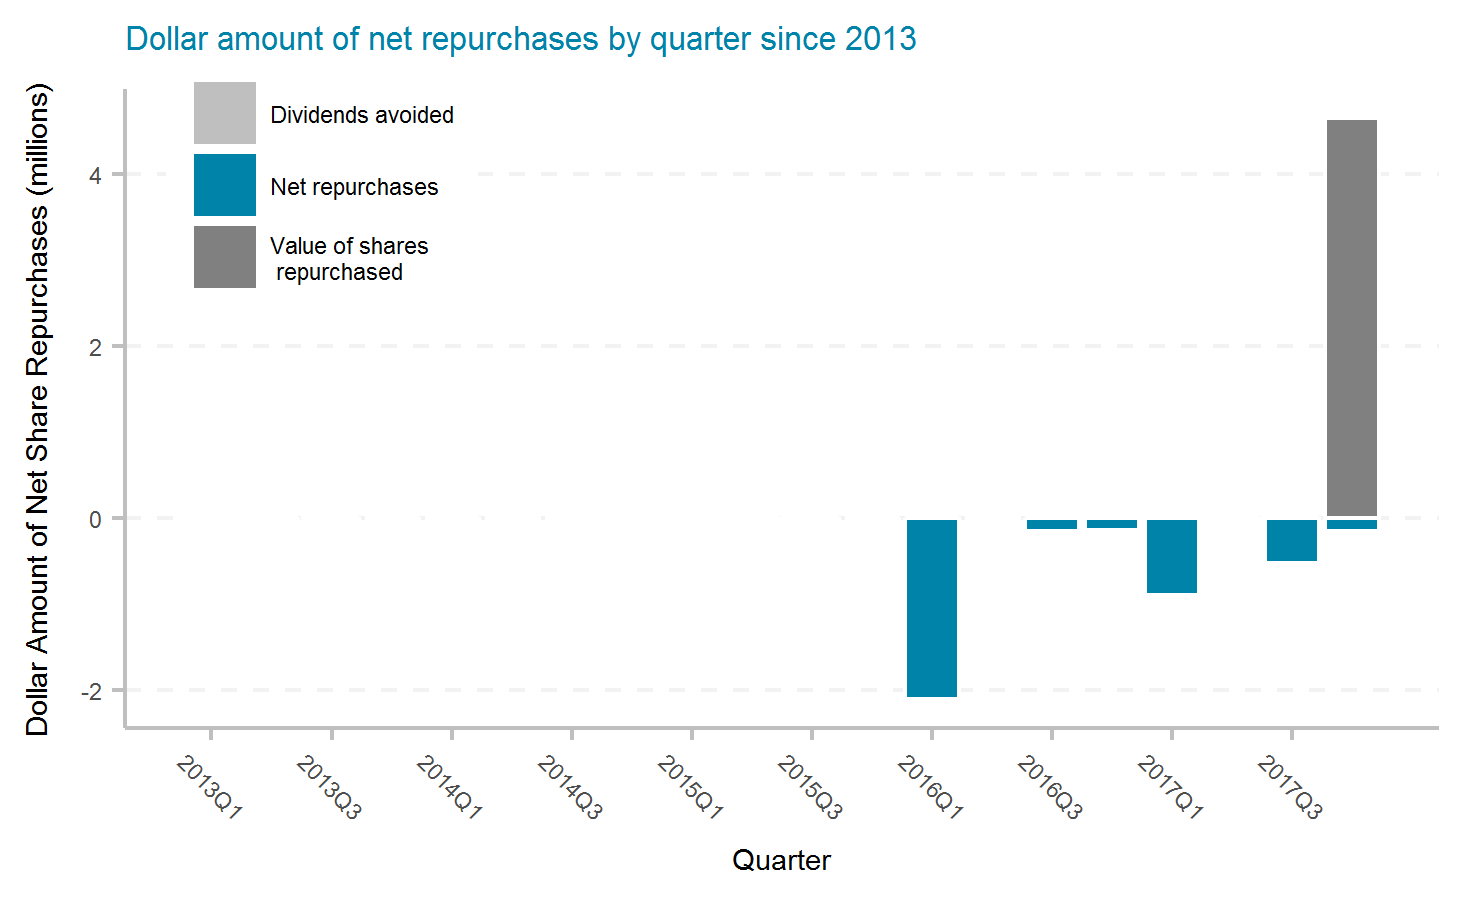 Dollar amount of net repurchases by quarter since 2013
Dollar Amount of Net Share Repurchases (millions)
Dividends avoided
Net repurchases
Value of shares
repurchased
4
2
0
-2
2013Q1
2013Q3
2014Q1
2014Q3
2015Q1
2015Q3
2016Q1
2016Q3
2017Q1
2017Q3
Quarter